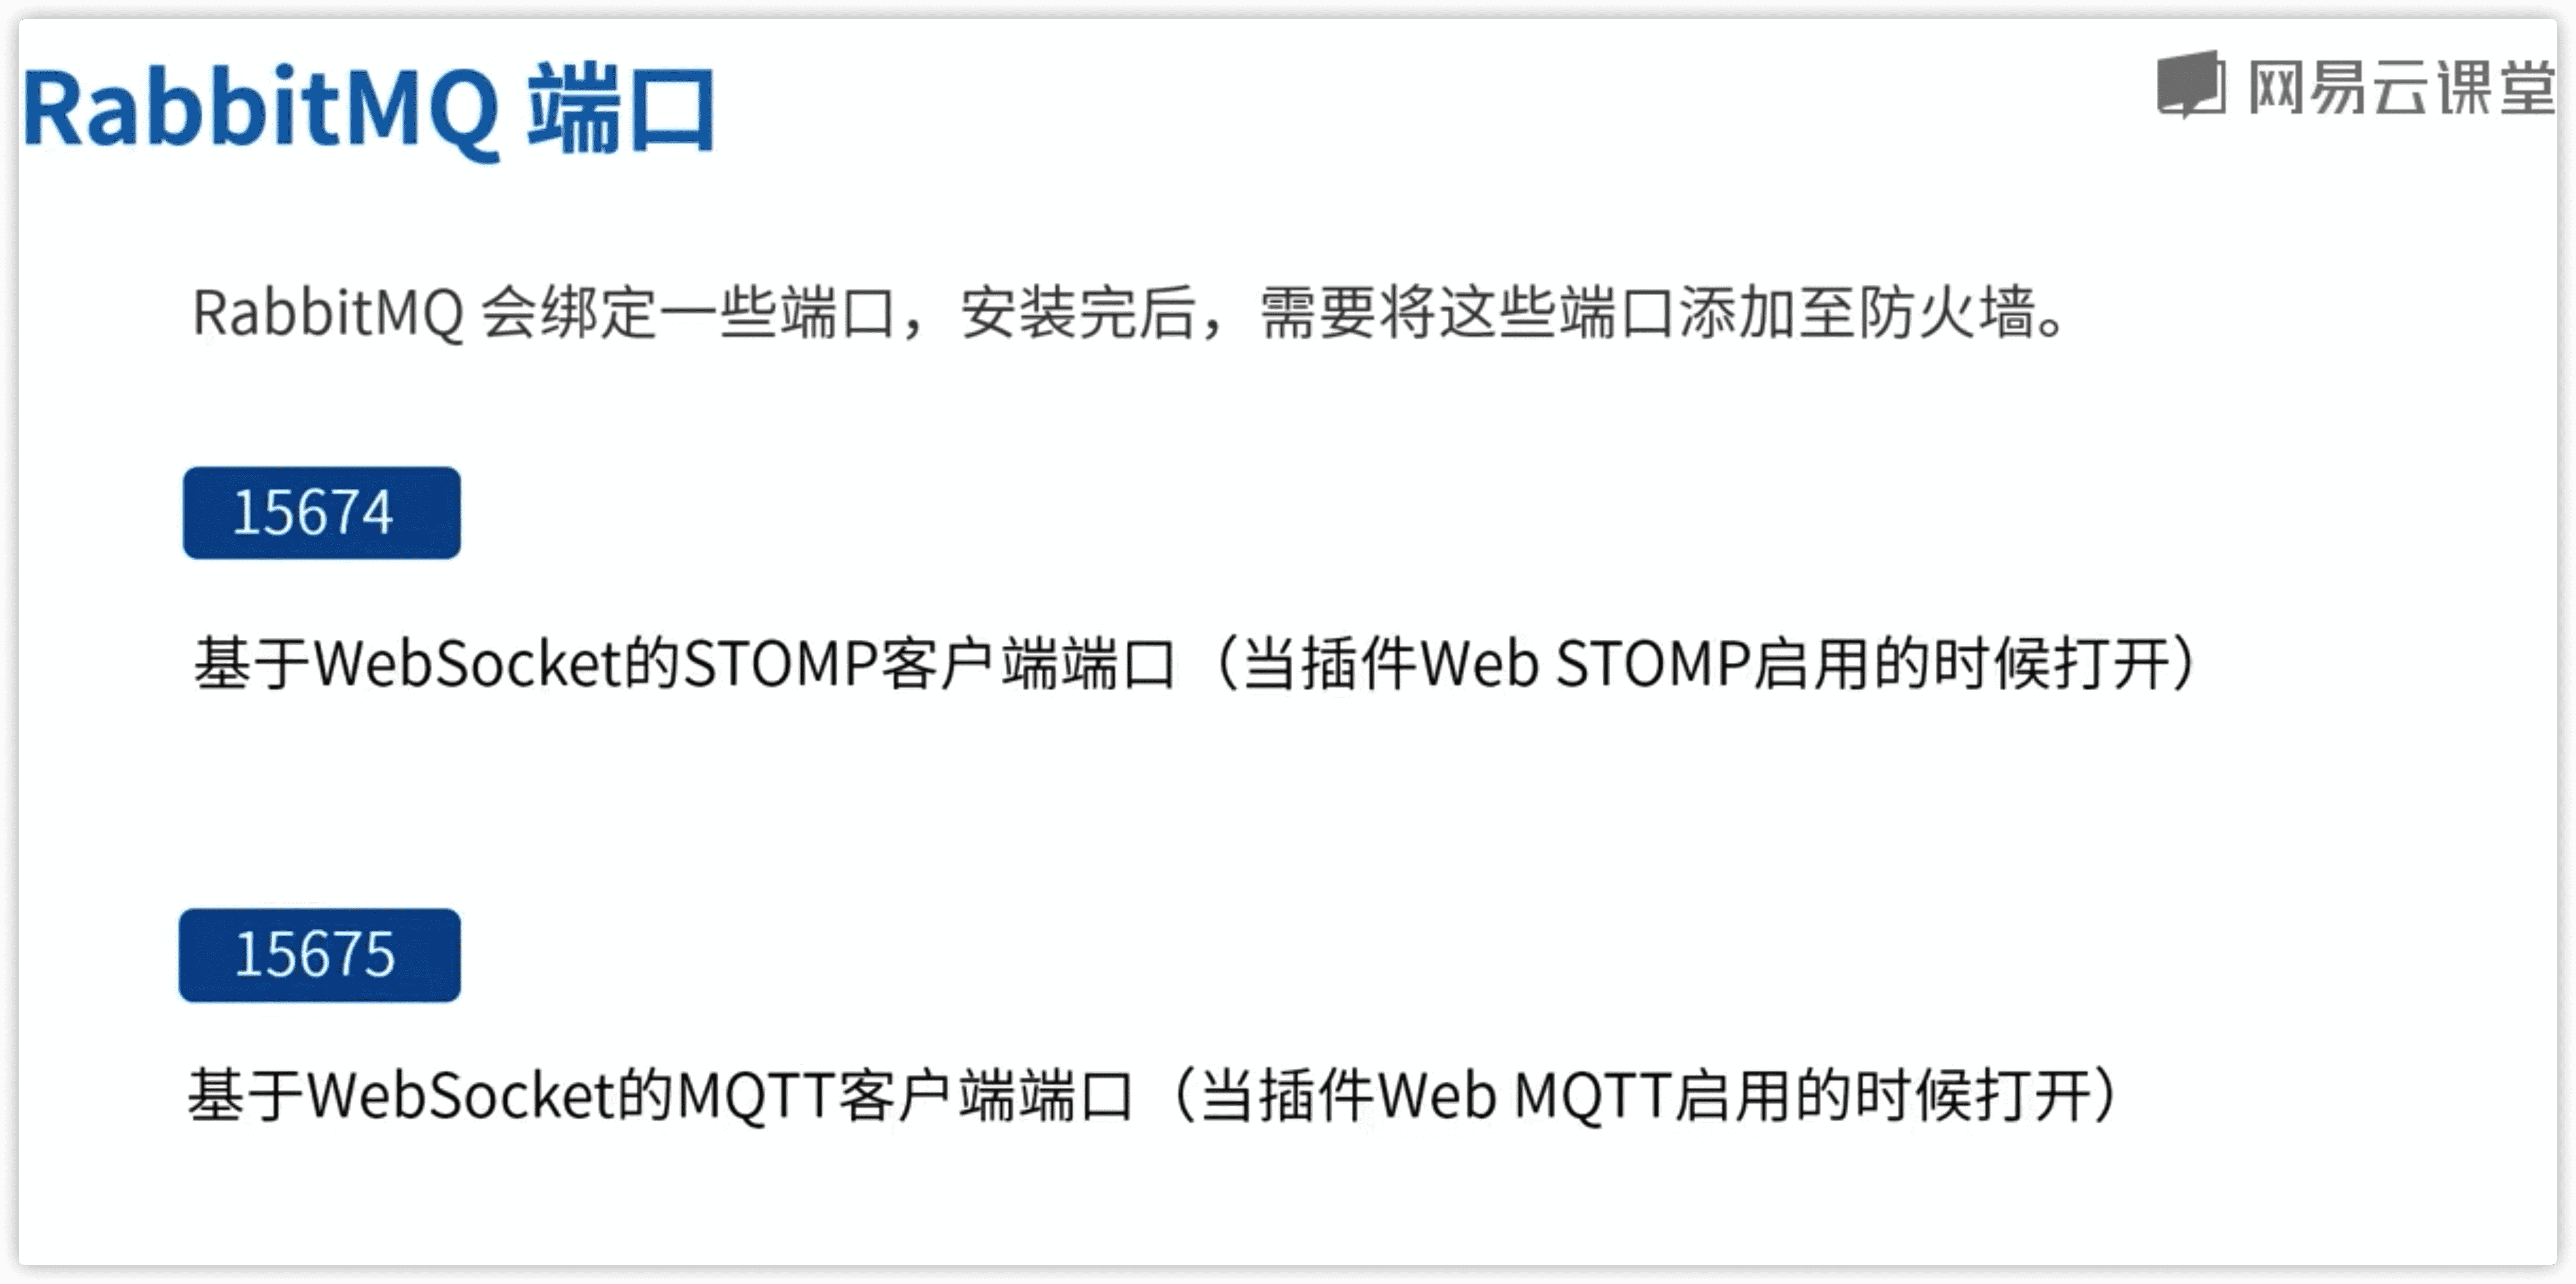 RabbitMQ 端口
网易云课堂
RabbitMQ 会绑定一些端口，安装完后，需要将这些端口添加至防火墙。
15674
基于WebSocket的STOMP客户端端口（当插件Web STOMP启用的时候打开）
15675
基于WebSocket的MQTT客户端端口（当插件Web MQTT启用的时候打开）